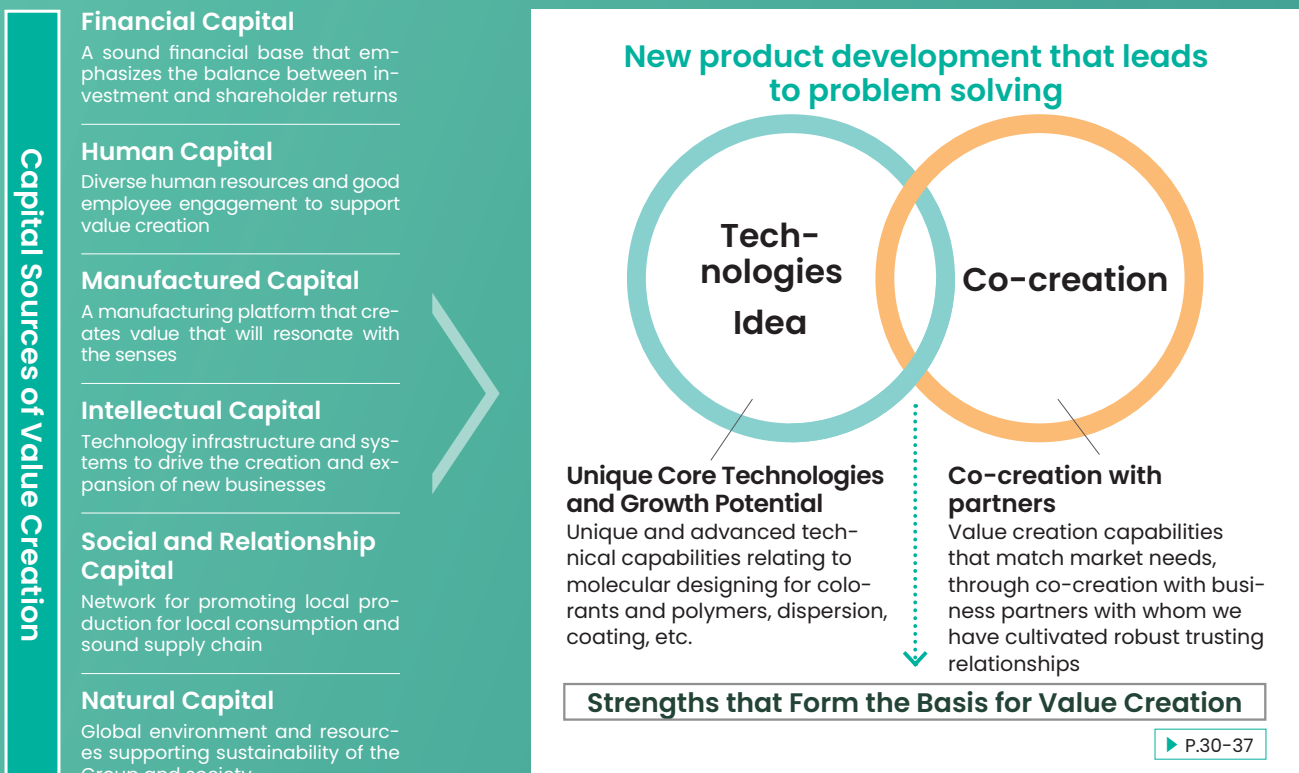 Capital Sources of Value Creation
Financial Capital
A sound financial base that em-
phasizes the balance between in-
vestment and shareholder returns
Human Capital
Diverse human resources and good
employee engagement to support
value creation
Manufactured Capital
A manufacturing platform that cre-
ates value that will resonate with
the senses
Intellectual Capital
Technology infrastructure and sys-
tems to drive the creation and ex-
pansion of new businesses
Social and Relationship
Capital
Network for promoting local pro-
duction for local consumption and
sound supply chain
Natural Capital
Global environment and resourc-
es supporting sustainability of the
Group and society
New product development that leads
to problem solving
Tech-
nologies
Idea
Co-creation
Unique Core Technologies
and Growth Potential
Unique and advanced tech-
nical capabilities relating to
molecular designing for colo-
rants and polymers, dispersion,
coating, etc.
Co-creation with
partners
Value creation capabilities
that match market needs,
through co-creation with busi-
ness partners with whom we
have cultivated robust trusting
relationships
Strengths that Form the Basis for Value Creation
P.30-37